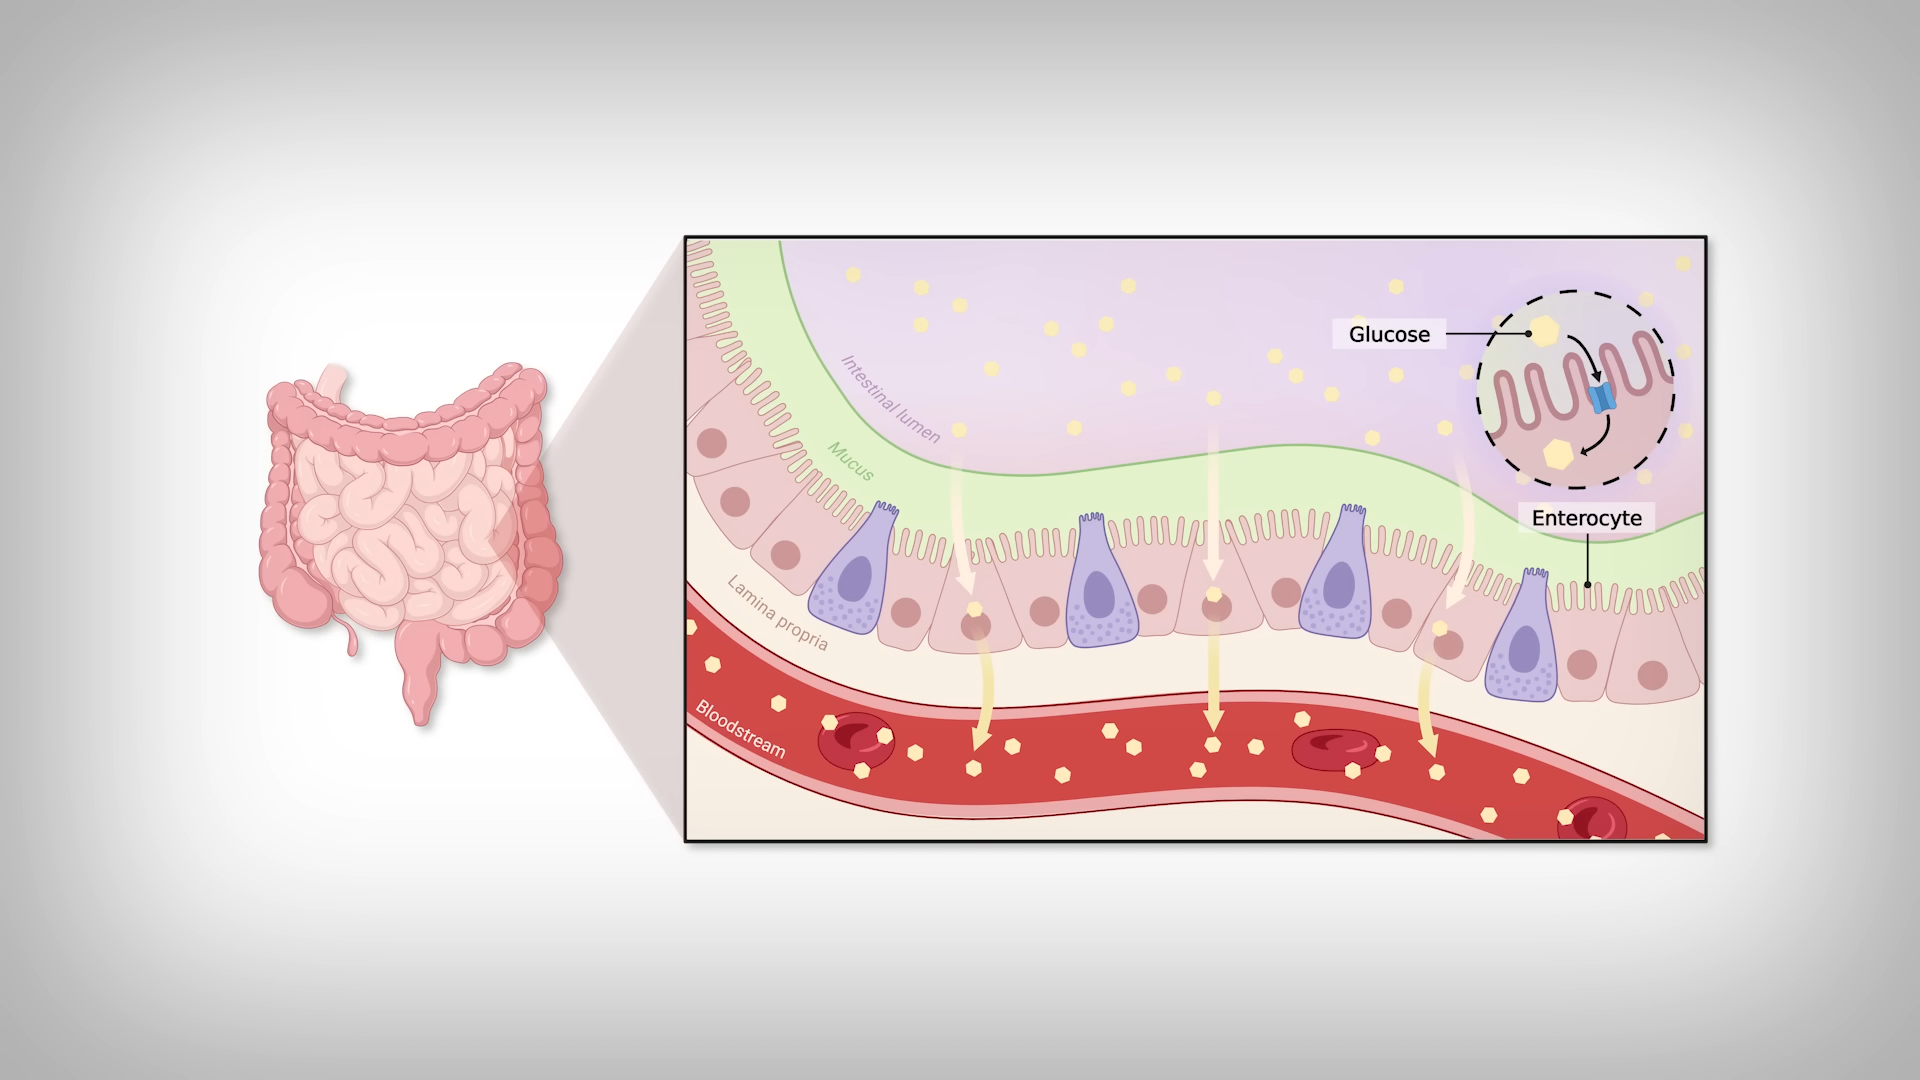 Glucose
Intestinal lumen
Mucus
Enterocyte
Lamina propria
Bloodstream